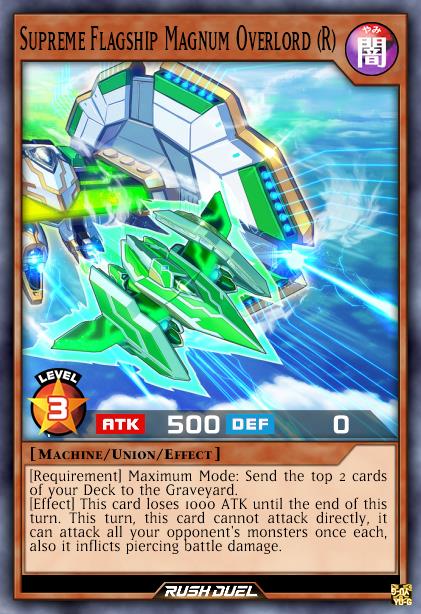 Supreme Flagship Magnum Overlord (R)
やみ
闇
LEVEL
3
ATK 500 DEF 0
[Machine/Union/Effect]
[Requirement] Maximum Mode: Send the top 2 cards
of your Deck to the Graveyard.
[Effect] This card loses 1000 ATK until the end of this
turn. This turn, this card cannot attack directly, it
can attack all your opponent's monsters once each,
also it inflicts piercing battle damage.
RUSH DUEL